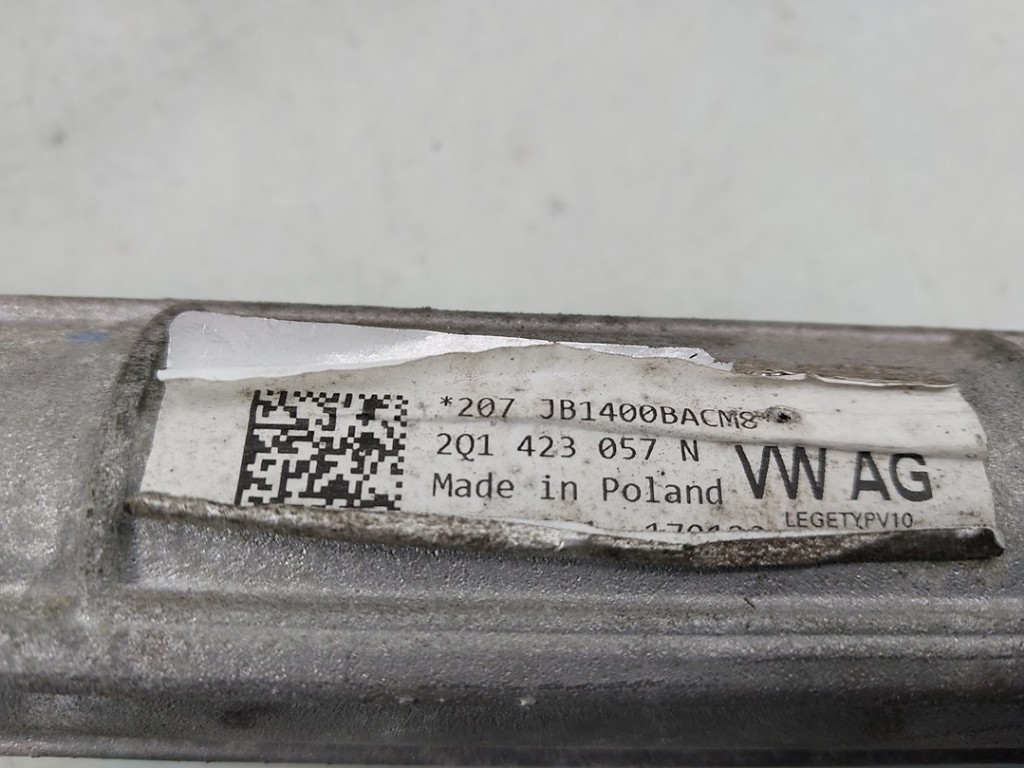 *207 JB1400BACM8*
2Q1 423 057 N
VW AG
Made in Poland
LEGETYPV10